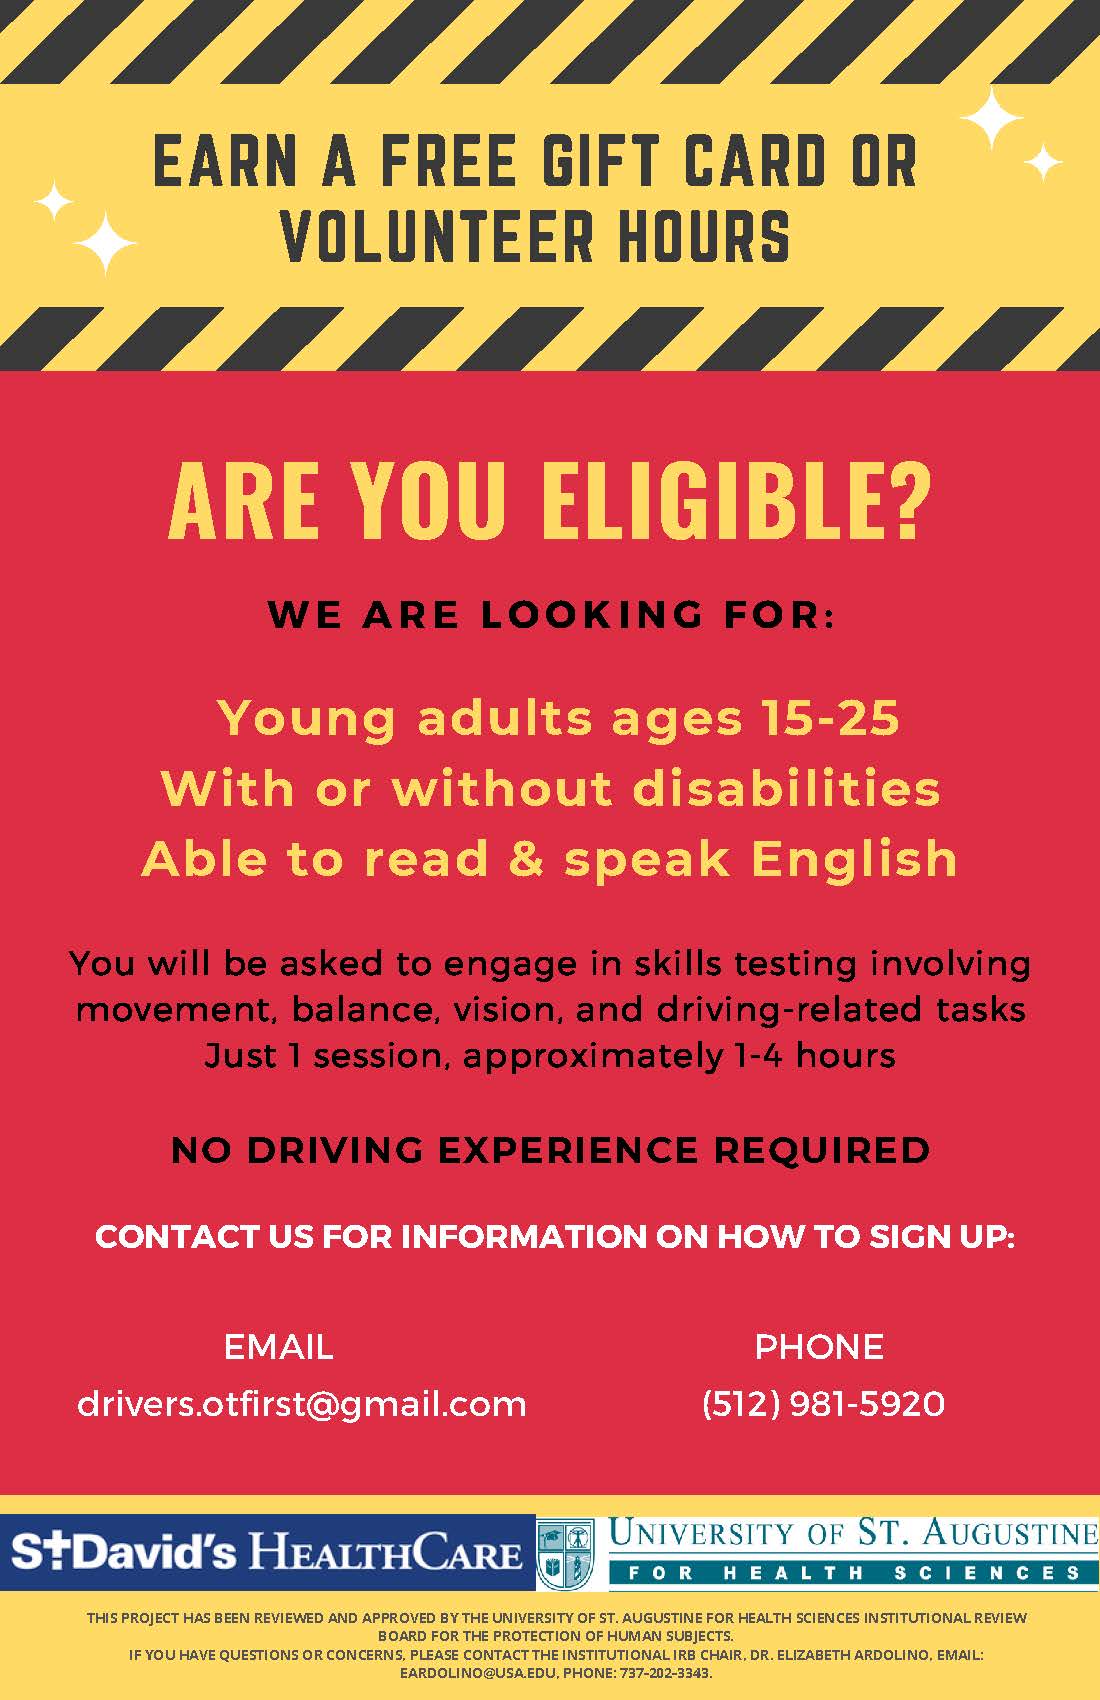 EARN A FREE GIFT CARD OR
VOLUNTEER HOURS
ARE YOU ELIGIBLE?
WE ARE LOOKING FOR:
Young adults ages 15-25
With or without disabilities
Able to read & speak English
You will be asked to engage in skills testing involving
movement, balance, vision, and driving-related tasks
Just 1 session, approximately 1-4 hours
NO DRIVING EXPERIENCE REQUIRED
CONTACT US FOR INFORMATION ON HOW TO SIGN UP:
EMAIL
drivers.otfirst@gmail.com
PHONE
(512) 981-5920
St David's HEALTHCARE
UNIVERSITY OF ST. AUGUSTINE
FOR HEALTH SCIENCES
THIS PROJECT HAS BEEN REVIEWED AND APPROVED BY THE UNIVERSITY OF ST. AUGUSTINE FOR HEALTH SCIENCES INSTITUTIONAL REVIEW
BOARD FOR THE PROTECTION OF HUMAN SUBJECTS.
IF YOU HAVE QUESTIONS OR CONCERNS, PLEASE CONTACT THE INSTITUTIONAL IRB CHAIR, DR. ELIZABETH ARDOLINO, EMAIL:
EARDOLINO@USA.EDU, PHONE: 737-202-3343.